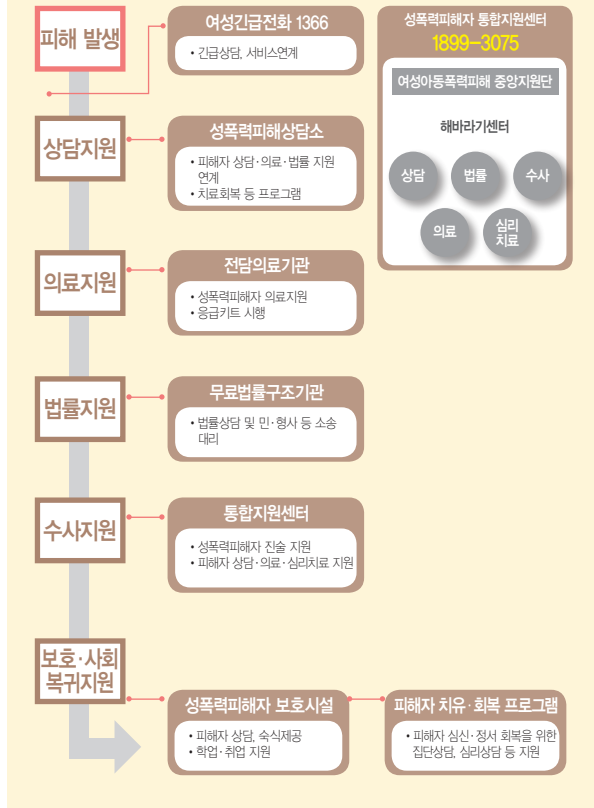 피해 발생
여성긴급전화 1366
• 긴급상담, 서비스연계
성폭력피해자 통합지원센터
1899-3075
여성아동폭력피해 중앙지원단
해바라기센터
상담
법률
수사
의료
심리
치료
상담지원
성폭력피해상담소
• 피해자 상담·의료·법률 지원
연계
• 치료회복 등 프로그램
의료지원
전담의료기관
• 성폭력피해자 의료지원
• 응급키트 시행
법률지원
무료법률구조기관
• 법률상담 및 민·형사 등 소송
대리
수사지원
통합지원센터
• 성폭력피해자 진술 지원
• 피해자 상담·의료·심리치료 지원
보호·사회
복귀지원
성폭력피해자 보호시설
• 피해자 상담, 숙식제공
• 학업·취업 지원
피해자 치유·회복 프로그램
• 피해자 심신·정서 회복을 위한
집단상담, 심리상담 등 지원